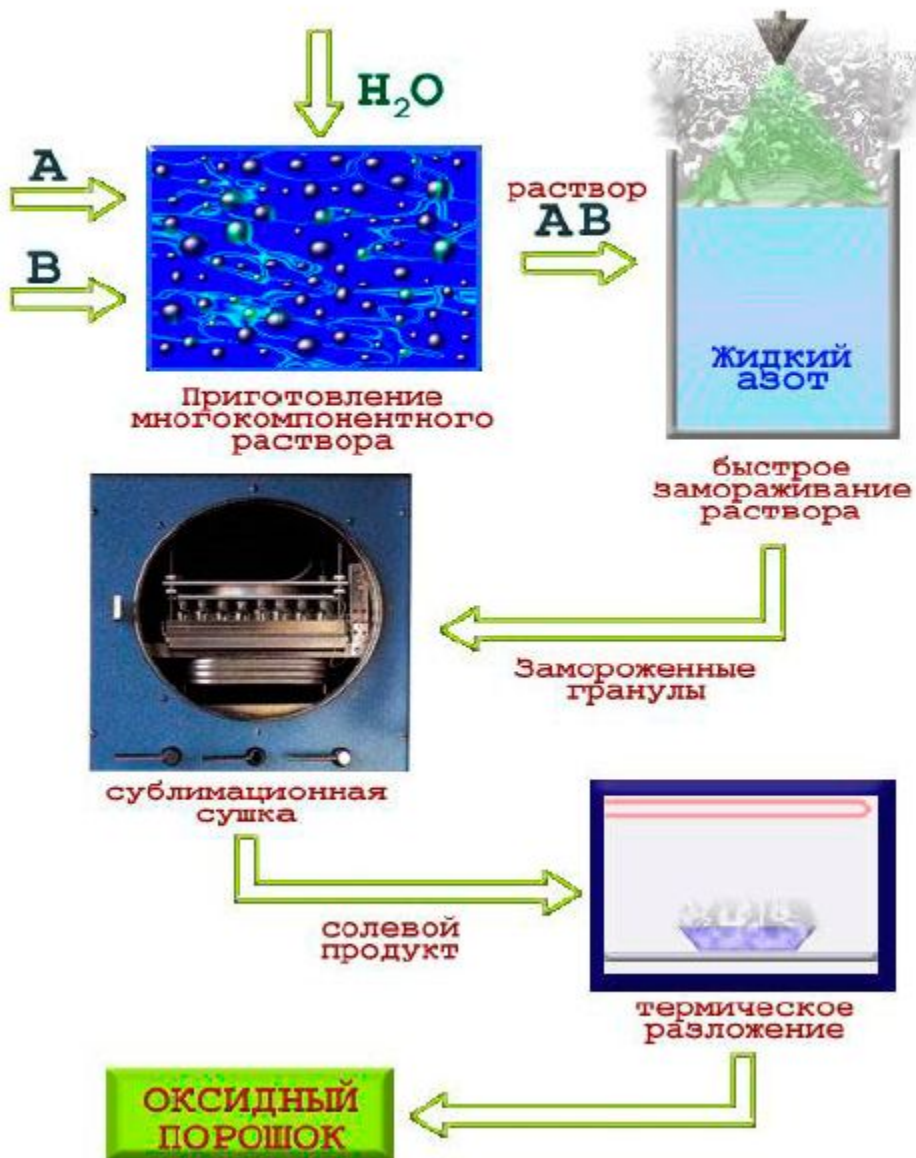 H₂O
A
B
раствор
AB
Жидкий
азот
Приготовление
многокомпонентного
раствора
быстрое
замораживание
раствора
Замороженные
гранулы
сублимационная
сушка
солевой
продукт
термическое
разложение
ОКСИДНЫЙ
ПОРОШОК